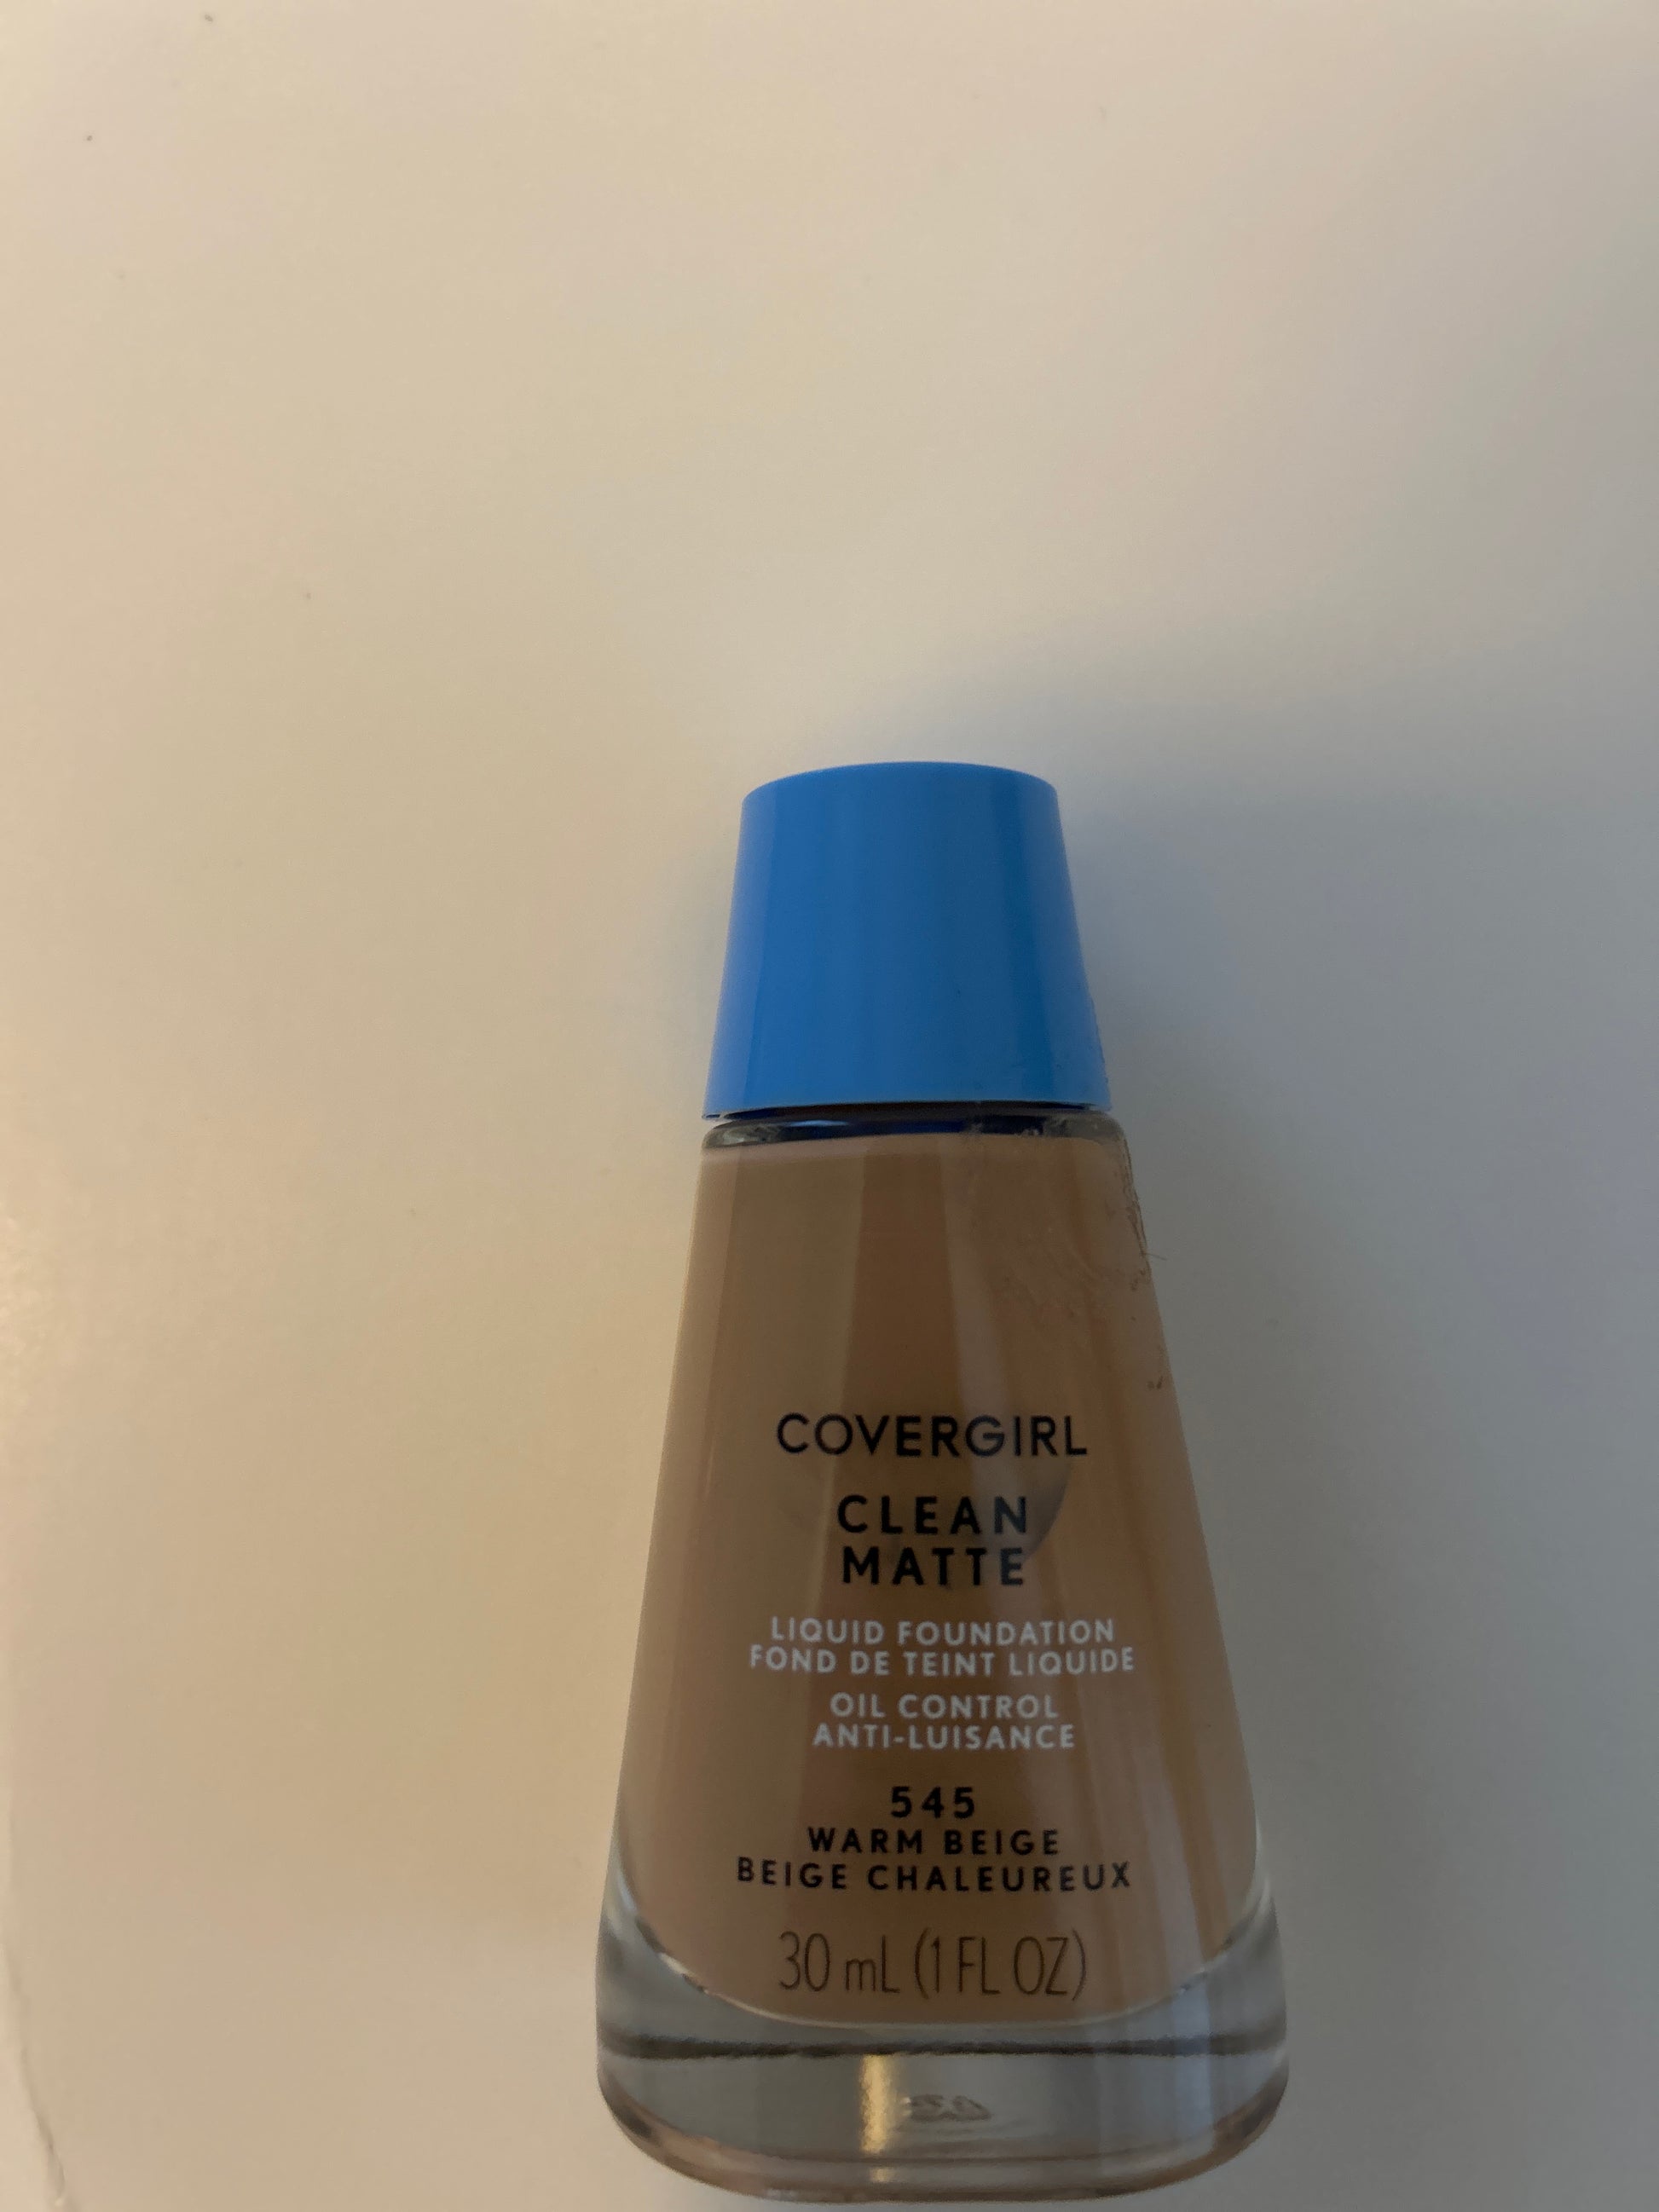 COVERGIRL
CLEAN
MATTE
LIQUID FOUNDATION
FOND DE TEINT LIQUIDE
OIL CONTROL
ANTI-LUISANCE
545
WARM BEIGE
BEIGE CHALEUREUX
30 mL (1 FL OZ)